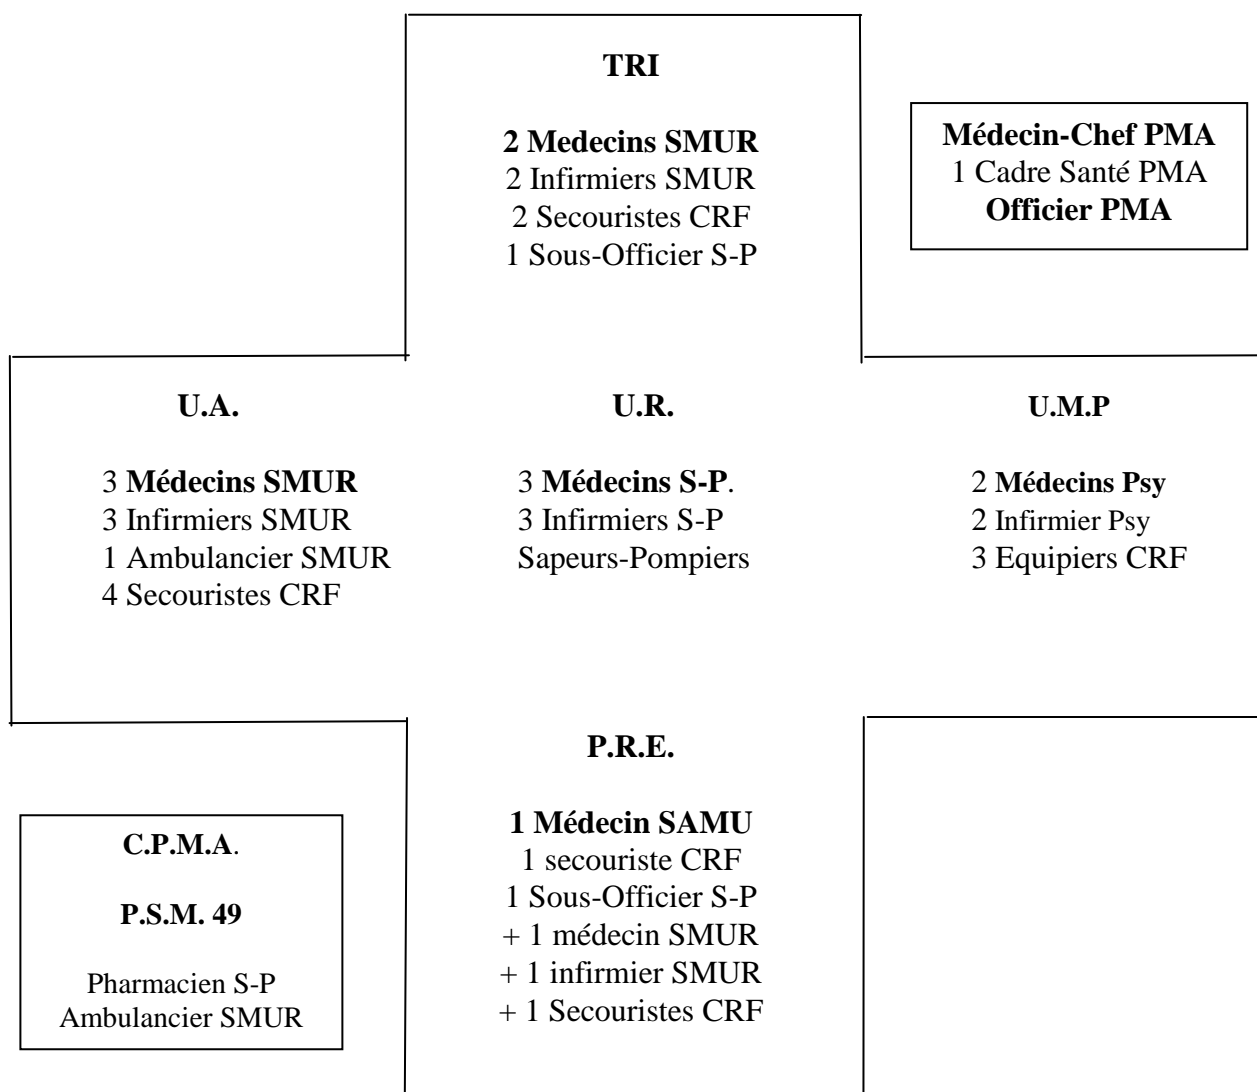 TRI
2 Medecins SMUR
2 Infirmiers SMUR
2 Secouristes CRF
1 Sous-Officier S-P
Médecin-Chef PMA
1 Cadre Santé PMA
Officier PMA
U.A.
3 Médecins SMUR
3 Infirmiers SMUR
1 Ambulancier SMUR
4 Secouristes CRF
U.R.
3 Médecins S-P.
3 Infirmiers S-P
Sapeurs-Pompiers
U.M.P
2 Médecins Psy
2 Infirmier Psy
3 Equipiers CRF
P.R.E.
1 Médecin SAMU
1 secouriste CRF
1 Sous-Officier S-P
+ 1 médecin SMUR
+ 1 infirmier SMUR
+ 1 Secouristes CRF
C.P.M.A.
P.S.M. 49
Pharmacien S-P
Ambulancier SMUR